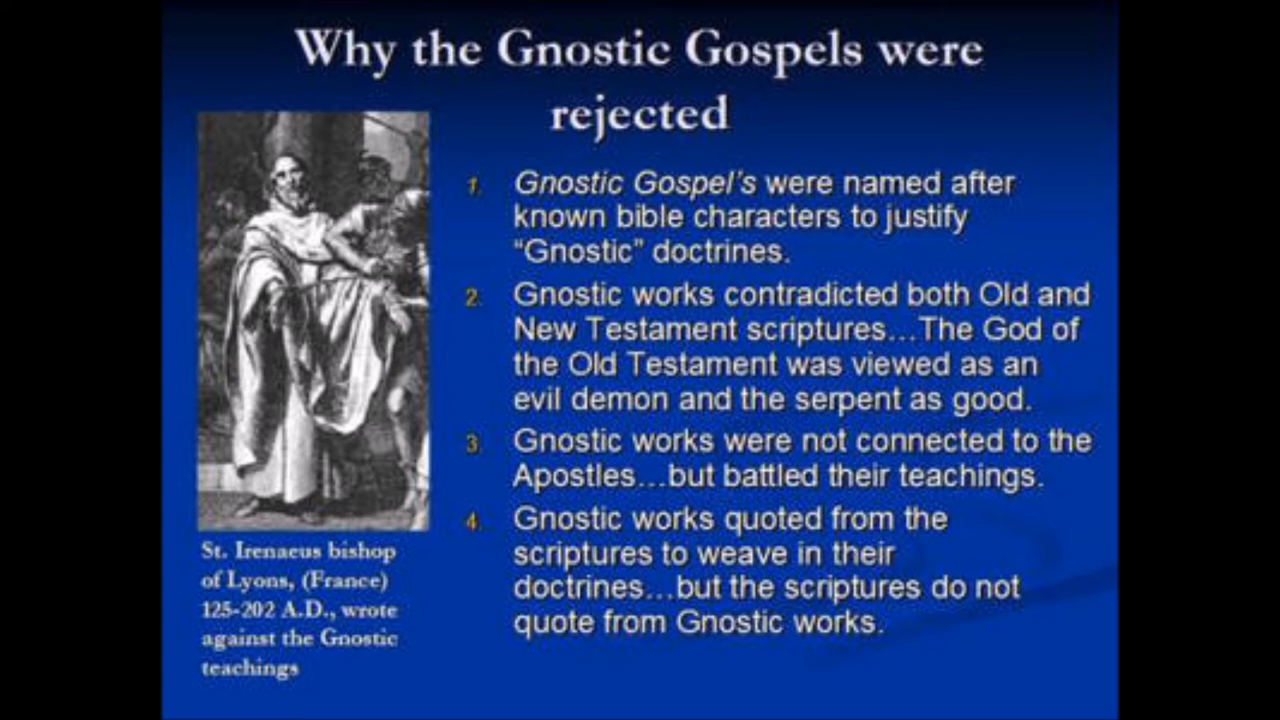 Why the Gnostic Gospels were
rejected
1. Gnostic Gospel's were named after
known bible characters to justify
“Gnostic” doctrines.
2. Gnostic works contradicted both Old and
New Testament scriptures…The God of
the Old Testament was viewed as an
evil demon and the serpent as good.
3. Gnostic works were not connected to the
Apostles…but battled their teachings.
4. Gnostic works quoted from the
scriptures to weave in their
doctrines…but the scriptures do not
quote from Gnostic works.
St. Irenaeus bishop
of Lyons, (France)
125-202 A.D., wrote
against the Gnostic
teachings